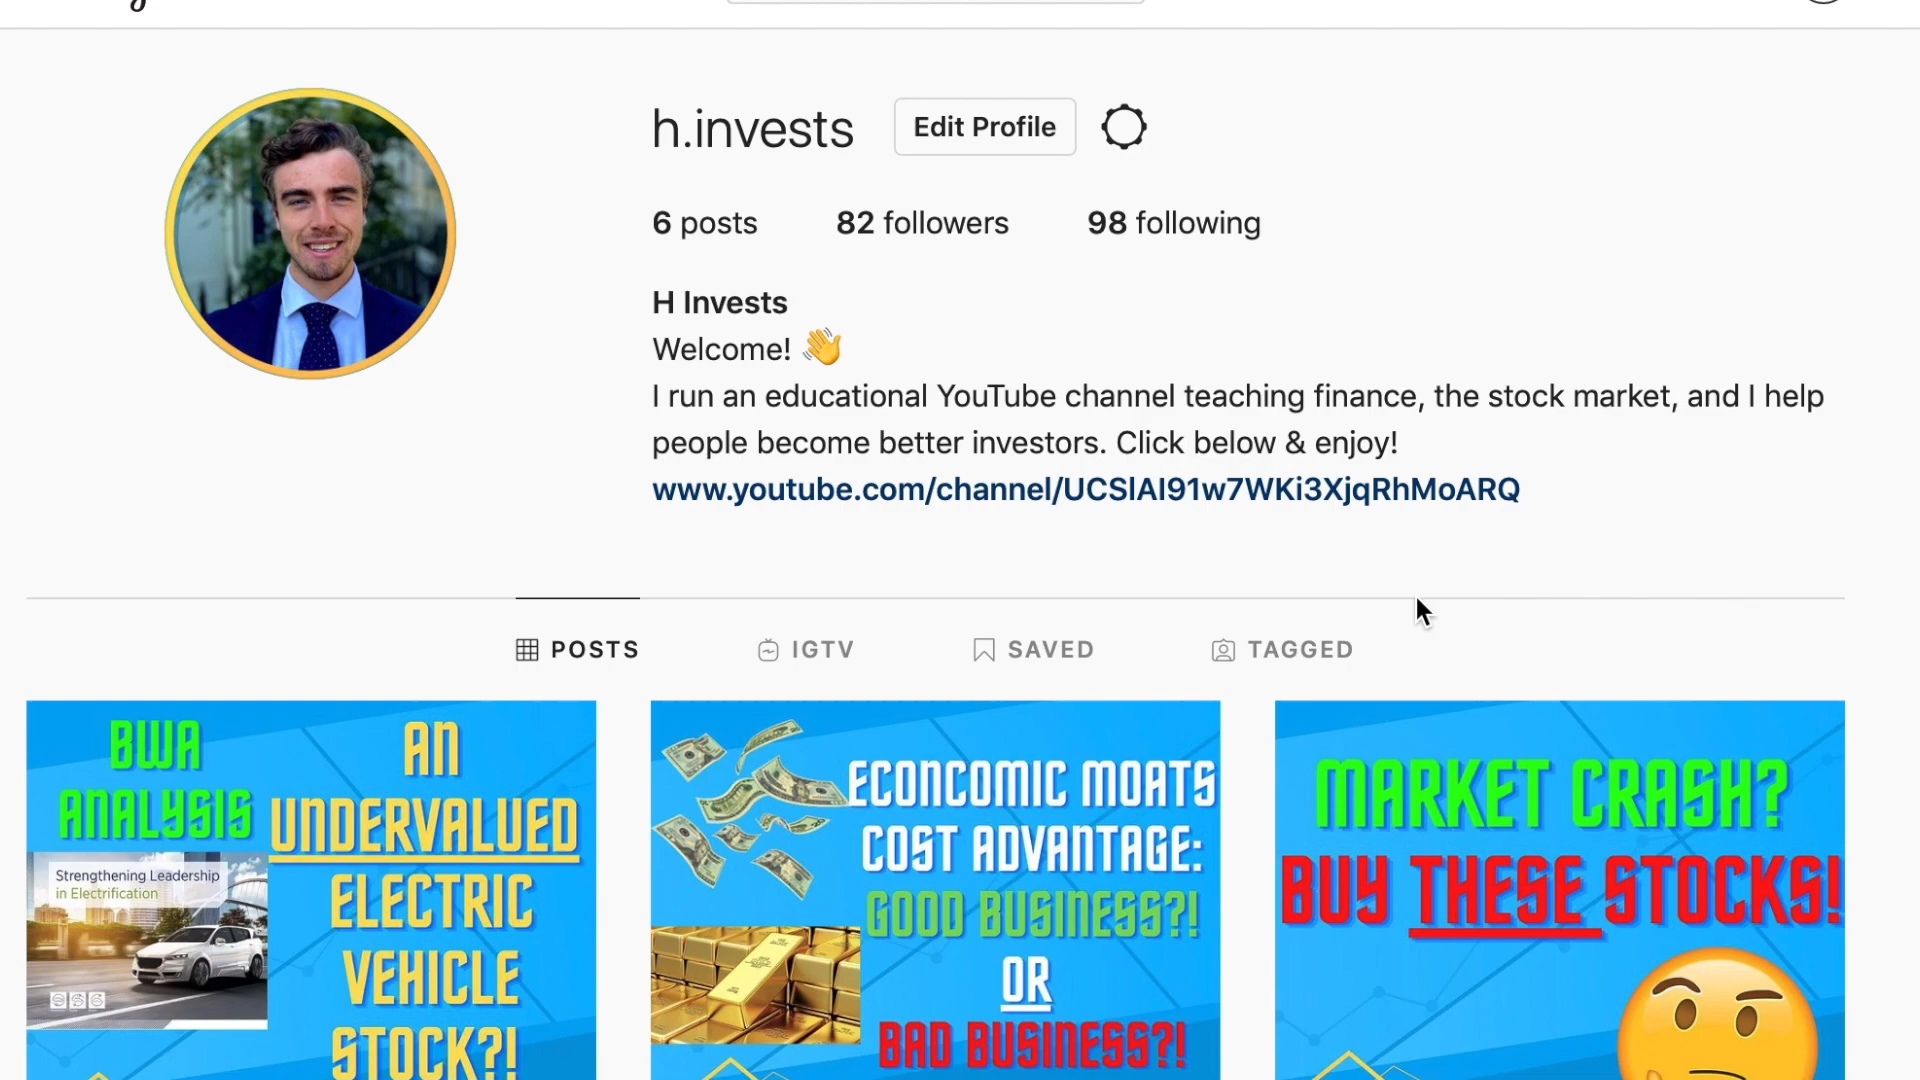 h.invests Edit Profile
6 posts 82 followers 98 following
H Invests
Welcome! 👋
I run an educational YouTube channel teaching finance, the stock market, and I help
people become better investors. Click below & enjoy!
www.youtube.com/channel/UCSlAI91w7WKi3XjqRhMoARQ
POSTS IGTV SAVED TAGGED
BWA
ANALYSIS
Strengthening Leadership
in Electrification
AN
UNDERVALUED
ELECTRIC
VEHICLE
STOCK?!
ECONCOMIC MOATS
COST ADVANTAGE:
GOOD BUSINESS?!
OR
BAD BUSINESS?!
MARKET CRASH?
BUY THESE STOCKS!